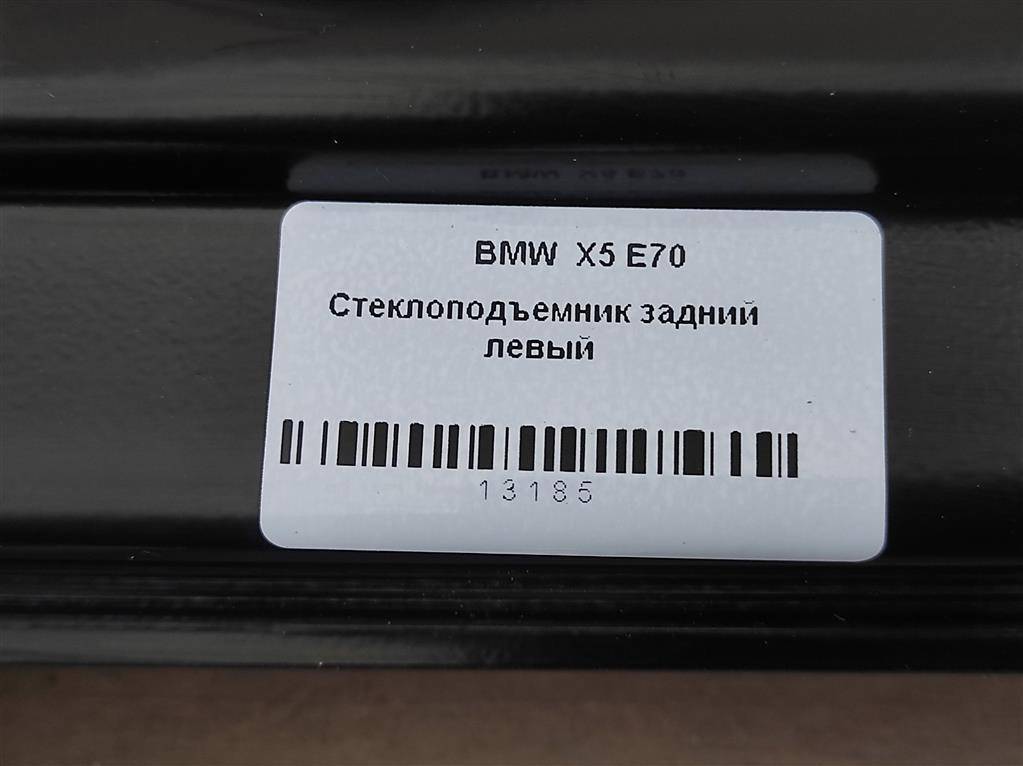 BMW X5 E70
Стеклоподъемник задний
левый
13185